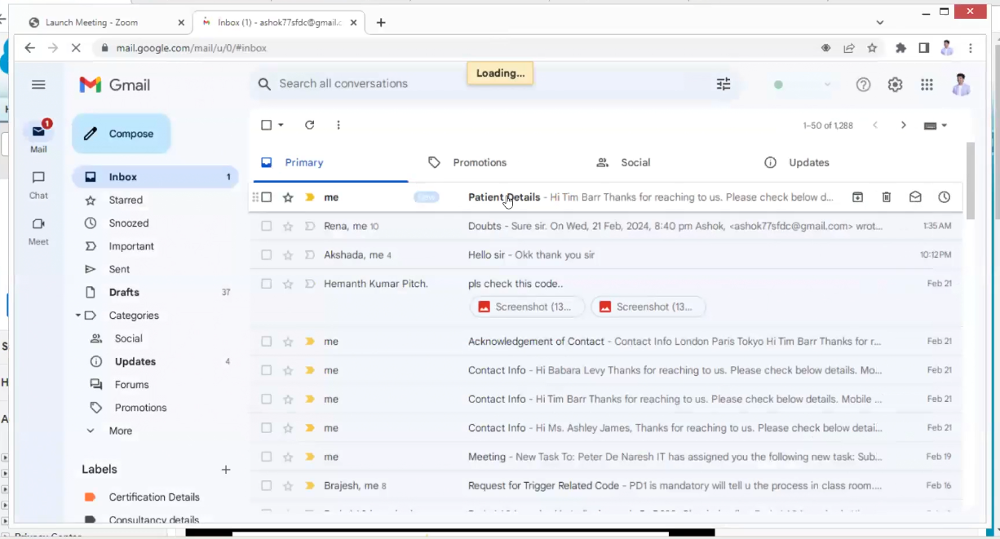 Launch Meeting - Zoom
Inbox (1) - ashok77sfdc@gmail.c
mail.google.com/mail/u/0/#inbox
Loading...
Gmail
Search all conversations
1
Mail
Compose
1–50 of 1,288
Chat
Meet
Inbox 1
Starred
Snoozed
Important
Sent
Drafts 37
Categories
Social
Updates 4
Forums
Promotions
More
Labels
Certification Details
Consultancy details
Primary
Promotions
Social
Updates
me Patient Details - Hi Tim Barr Thanks for reaching to us. Please check below d...
Rena, me 10 Doubts - Sure sir. On Wed, 21 Feb, 2024, 8:40 pm Ashok, <ashok77sfdc@gmail.com> wrot... 1:35 AM
Akshada, me 4 Hello sir - Okk thank you sir 10:12 PM
Hemanth Kumar Pitch. pls check this code.. Feb 21
Screenshot (13... Screenshot (13...
me Acknowledgement of Contact - Contact Info London Paris Tokyo Hi Tim Barr Thanks for r... Feb 21
me Contact Info - Hi Babara Levy Thanks for reaching to us. Please check below details. Mo... Feb 21
me Contact Info - Hi Tim Barr Thanks for reaching to us. Please check below details. Mobile ... Feb 21
me Contact Info - Hi Ms. Ashley James, Thanks for reaching to us. Please check below detai... Feb 21
me Meeting - New Task To: Peter De Naresh IT has assigned you the following new task: Sub... Feb 19
Brajesh, me 8 Request for Trigger Related Code - PD1 is mandatory will tell u the process in class room.... Feb 16